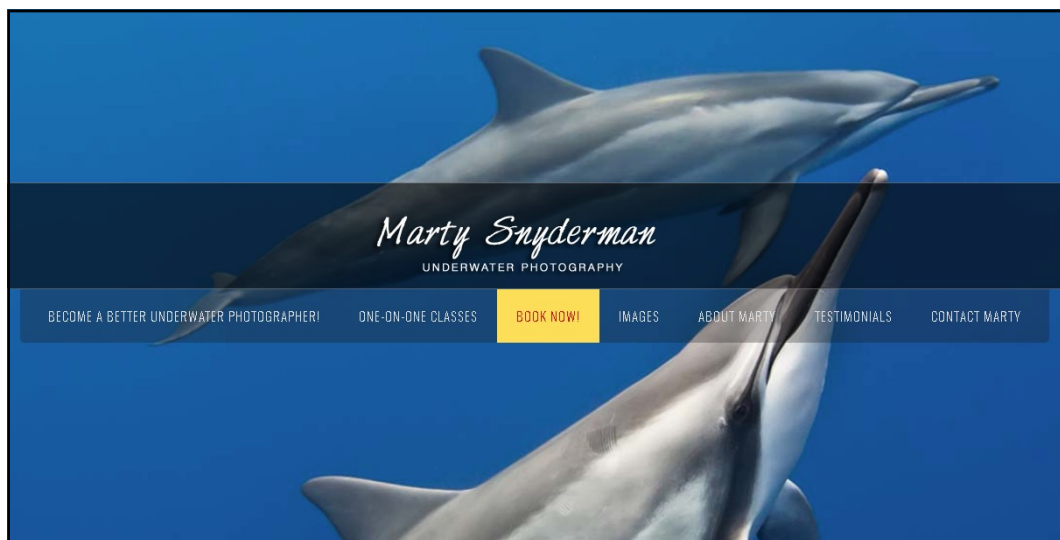 Marty Snyderman
UNDERWATER PHOTOGRAPHY
BECOME A BETTER UNDERWATER PHOTOGRAPHER! ONE-ON-ONE CLASSES BOOK NOW! IMAGES ABOUT MARTY TESTIMONIALS CONTACT MARTY